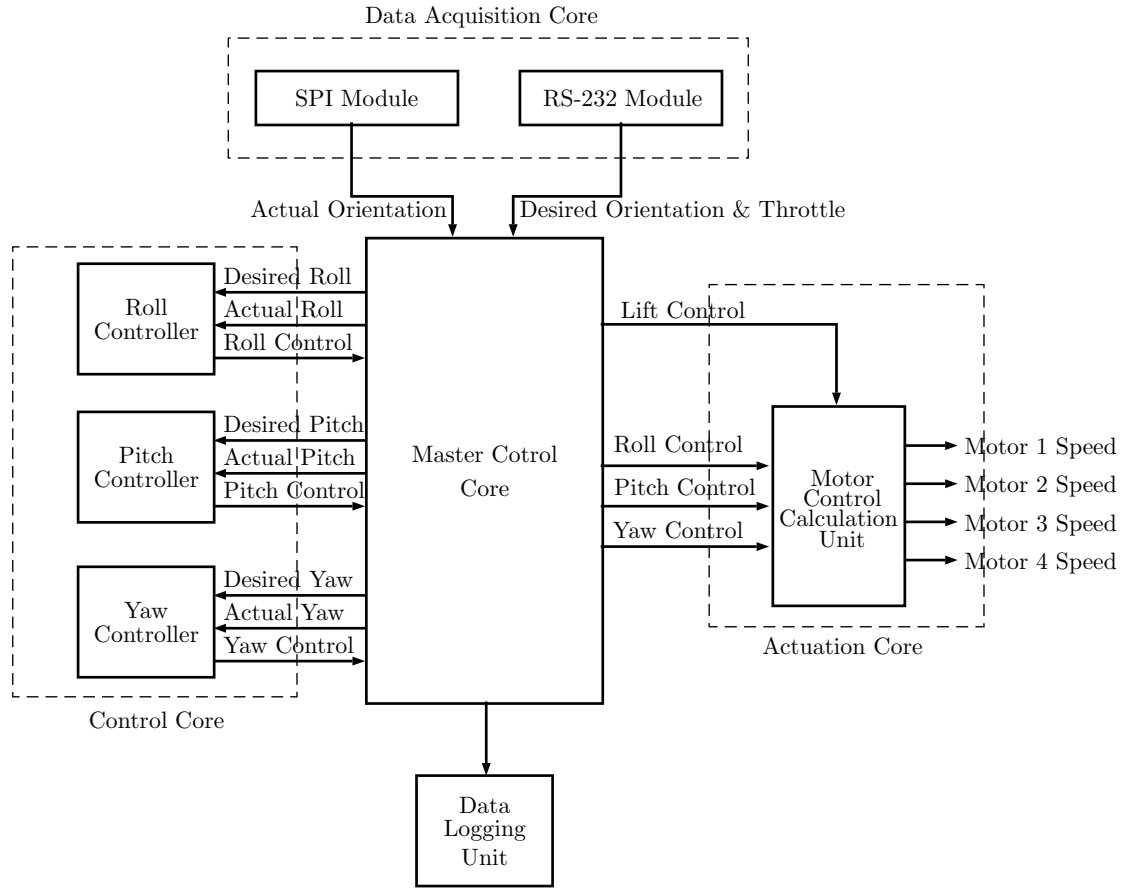 Data Acquisition Core
SPI Module
RS-232 Module
Actual Orientation
Desired Orientation & Throttle
Roll
Controller
Desired Roll
Actual Roll
Roll Control
Pitch
Controller
Desired Pitch
Actual Pitch
Pitch Control
Yaw
Controller
Desired Yaw
Actual Yaw
Yaw Control
Control Core
Master Cotrol
Core
Lift Control
Roll Control
Pitch Control
Yaw Control
Motor
Control
Calculation
Unit
Motor 1 Speed
Motor 2 Speed
Motor 3 Speed
Motor 4 Speed
Actuation Core
Data
Logging
Unit